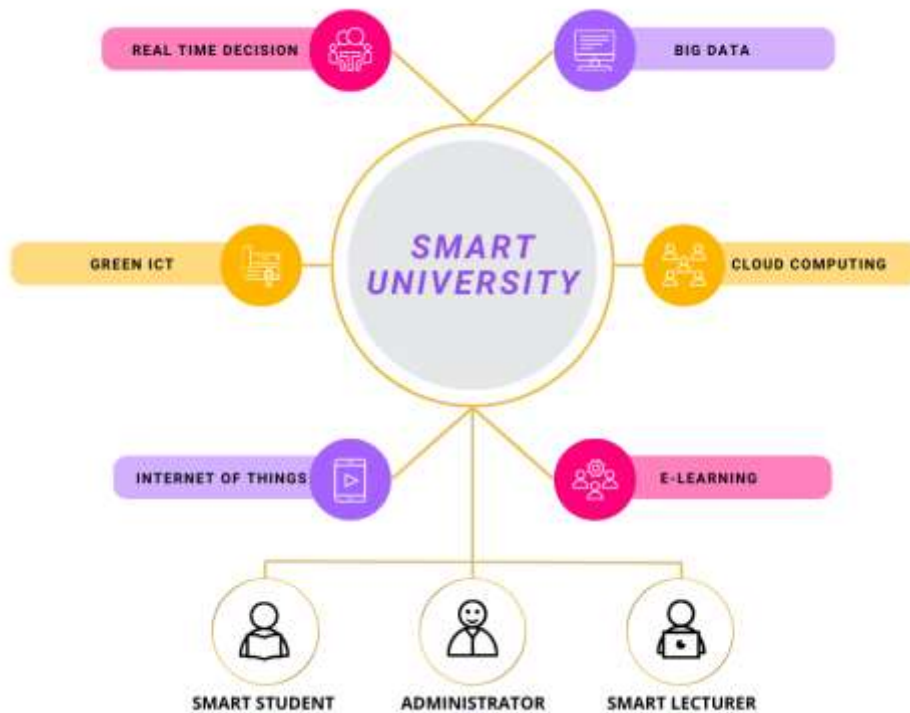 REAL TIME DECISION
BIG DATA
SMART
UNIVERSITY
GREEN ICT
CLOUD COMPUTING
INTERNET OF THINGS
E-LEARNING
SMART STUDENT
ADMINISTRATOR
SMART LECTURER